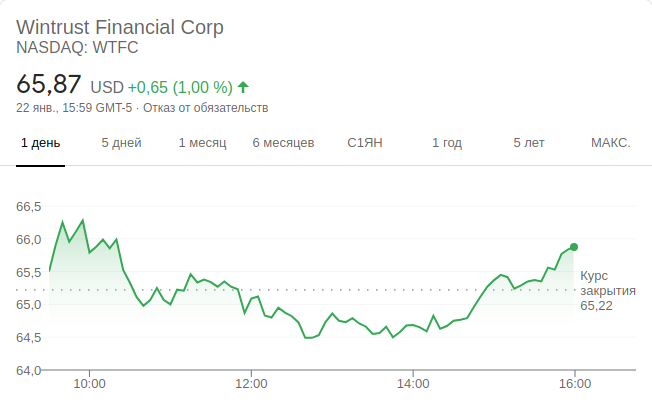 Wintrust Financial Corp
NASDAQ: WTFC
65,87 USD +0,65 (1,00 %)
22 янв., 15:59 GMT-5 · Отказ от обязательств
1 день 5 дней 1 месяц 6 месяцев С1ЯН 1 год 5 лет МАКС.
66,5
66,0
65,5
65,0
64,5
64,0
Курс
закрытия
65,22
10:00 12:00 14:00 16:00